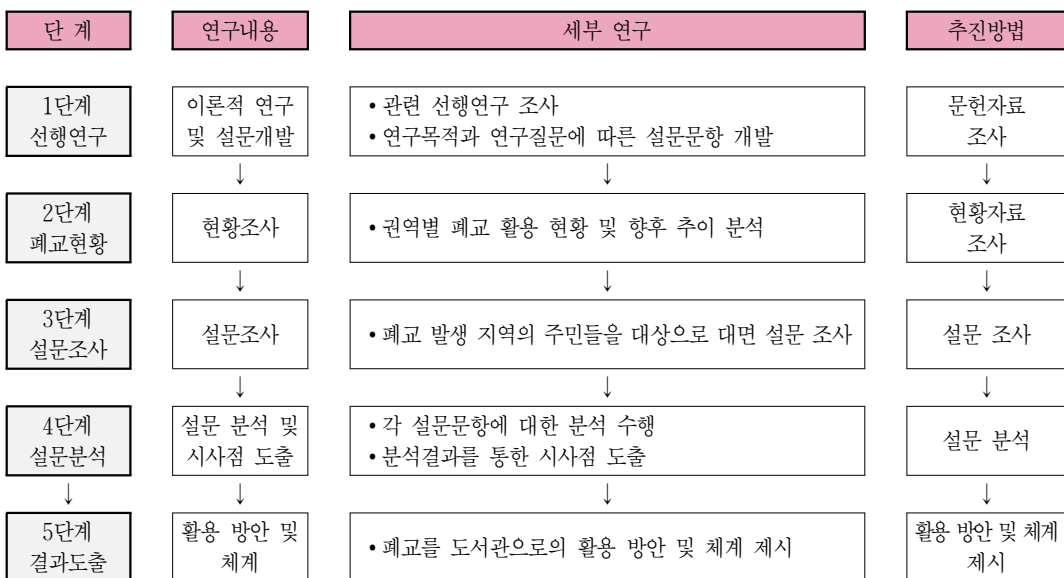 단 계
연구내용
세부 연구
추진방법
1단계
선행연구
이론적 연구
및 설문개발
• 관련 선행연구 조사
• 연구목적과 연구질문에 따른 설문문항 개발
문헌자료
조사
↓
↓
↓
2단계
폐교현황
현황조사
• 권역별 폐교 활용 현황 및 향후 추이 분석
현황자료
조사
↓
↓
↓
3단계
설문조사
설문조사
• 폐교 발생 지역의 주민들을 대상으로 대면 설문 조사
설문 조사
↓
↓
↓
4단계
설문분석
설문 분석 및
시사점 도출
• 각 설문문항에 대한 분석 수행
• 분석결과를 통한 시사점 도출
설문 분석
↓
↓
↓
↓
5단계
결과도출
활용 방안 및
체계
• 폐교를 도서관으로의 활용 방안 및 체계 제시
활용 방안 및 체계
제시